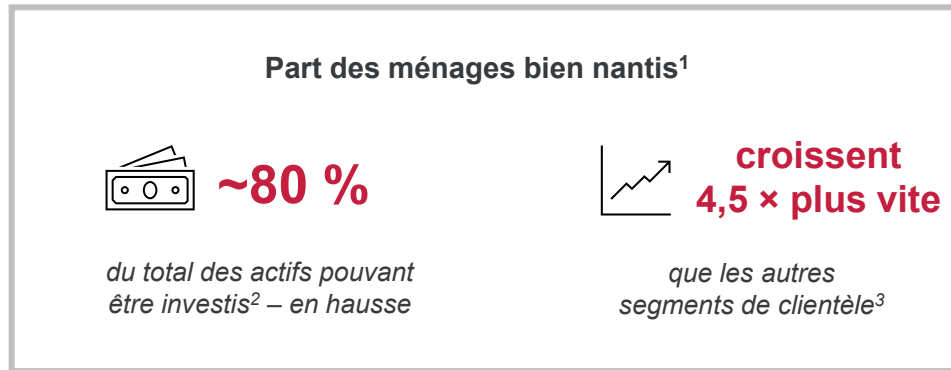 Part des ménages bien nantis¹
~80 %
du total des actifs pouvant
être investis² – en hausse
croissent
4,5 × plus vite
que les autres
segments de clientèle³